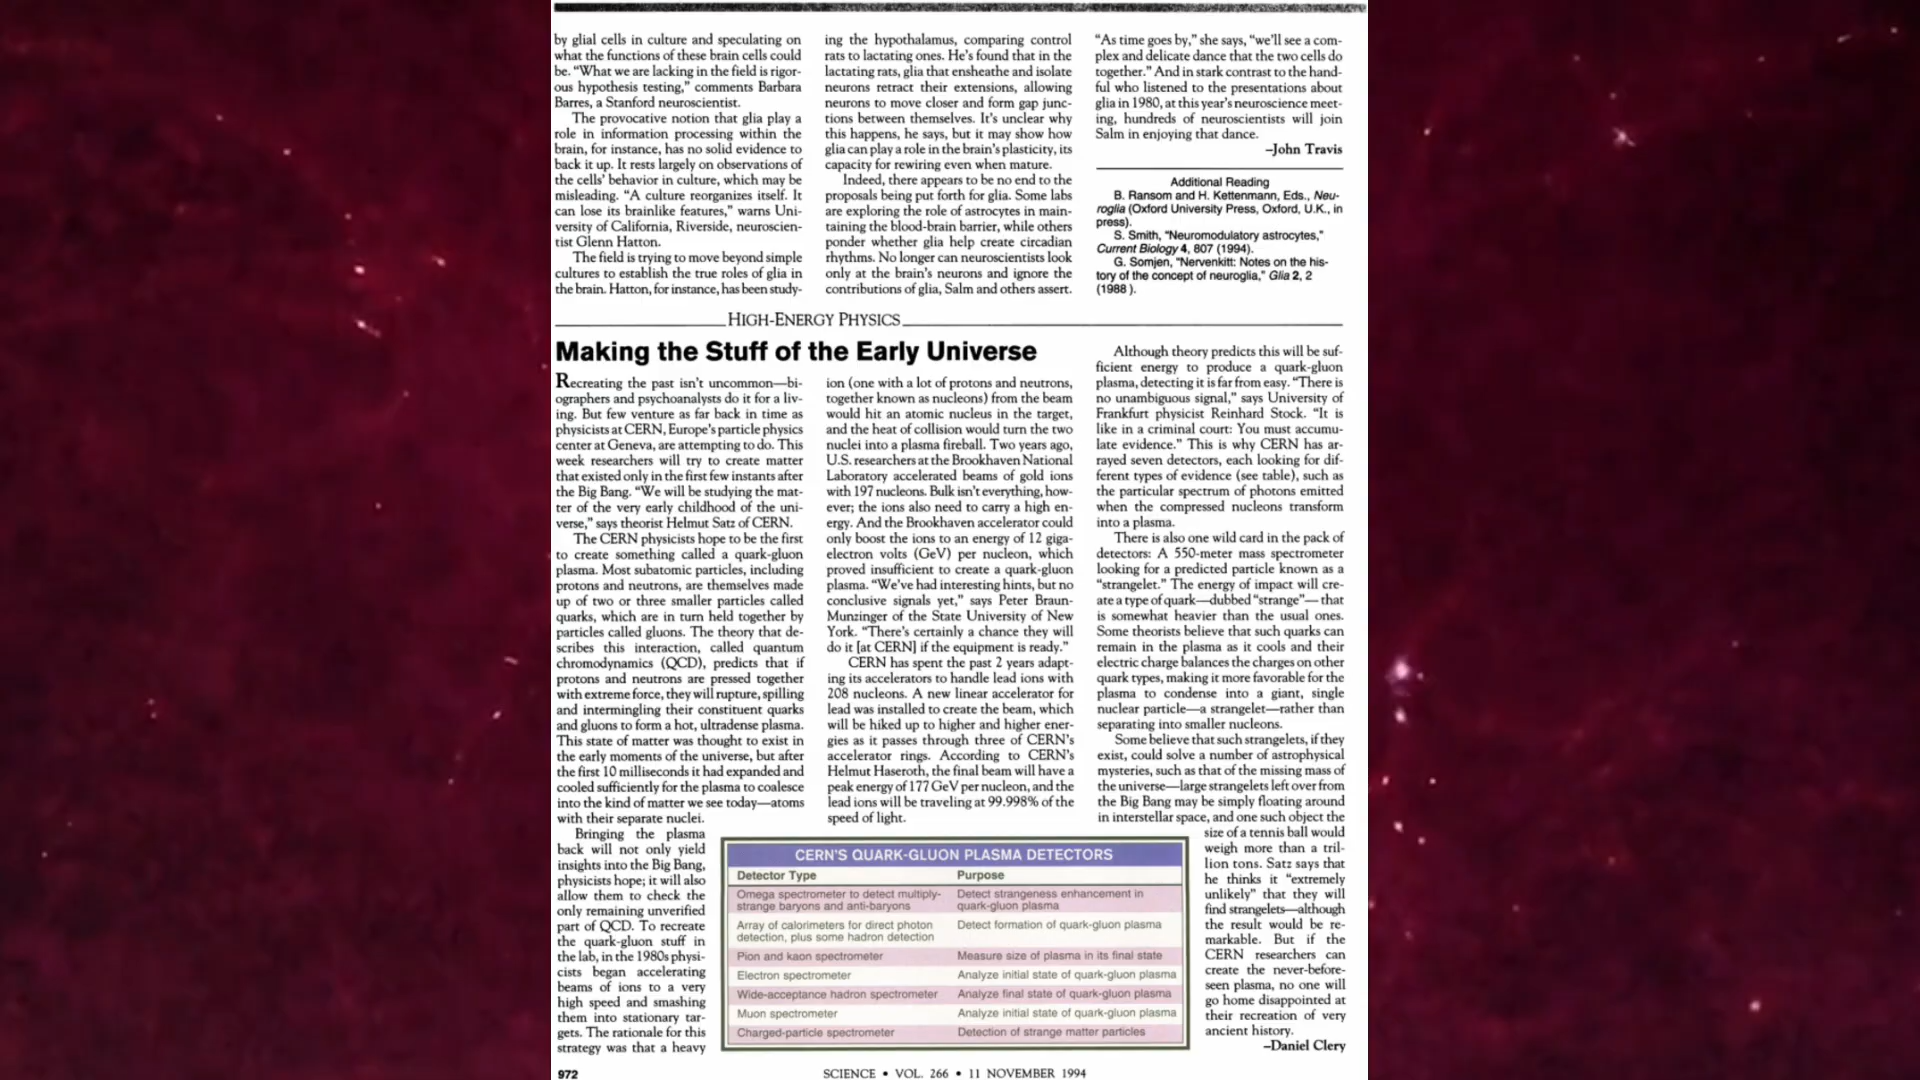 by glial cells in culture and speculating on
what the functions of these brain cells could
be. “What we are lacking in the field is rigor-
ous hypothesis testing,” comments Barbara
Barres, a Stanford neuroscientist.
The provocative notion that glia play a
role in information processing within the
brain, for instance, has no solid evidence to
back it up. It rests largely on observations of
the cells’ behavior in culture, which may be
misleading. “A culture reorganizes itself. It
can lose its brainlike features,” warns Uni-
versity of California, Riverside, neuroscien-
tist Glenn Hatton.
The field is trying to move beyond simple
cultures to establish the true roles of glia in
the brain. Hatton, for instance, has been study-
ing the hypothalamus, comparing control
rats to lactating ones. He’s found that in the
lactating rats, glia that ensheathe and isolate
neurons retract their extensions, allowing
neurons to move closer and form gap junc-
tions between themselves. It’s unclear why
this happens, he says, but it may show how
glia can play a role in the brain’s plasticity, its
capacity for rewiring even when mature.
Indeed, there appears to be no end to the
proposals being put forth for glia. Some labs
are exploring the role of astrocytes in main-
taining the blood-brain barrier, while others
ponder whether glia help create circadian
rhythms. No longer can neuroscientists look
only at the brain’s neurons and ignore the
contributions of glia, Salm and others assert.
“As time goes by,” she says, “we’ll see a com-
plex and delicate dance that the two cells do
together.” And in stark contrast to the hand-
ful who listened to the presentations about
glia in 1980, at this year’s neuroscience meet-
ing, hundreds of neuroscientists will join
Salm in enjoying that dance.
–John Travis
Additional Reading
B. Ransom and H. Kettenmann, Eds., Neu-
roglia (Oxford University Press, Oxford, U.K., in
press).
S. Smith, “Neuromodulatory astrocytes,”
Current Biology 4, 807 (1994).
G. Somjen, “Nervenkitt: Notes on the his-
tory of the concept of neuroglia,” Glia 2, 2
(1988 ).
HIGH-ENERGY PHYSICS
Making the Stuff of the Early Universe
Recreating the past isn’t uncommon—bi-
ographers and psychoanalysts do it for a liv-
ing. But few venture as far back in time as
physicists at CERN, Europe’s particle physics
center at Geneva, are attempting to do. This
week researchers will try to create matter
that existed only in the first few instants after
the Big Bang. “We will be studying the mat-
ter of the very early childhood of the uni-
verse,” says theorist Helmut Satz of CERN.
The CERN physicists hope to be the first
to create something called a quark-gluon
plasma. Most subatomic particles, including
protons and neutrons, are themselves made
up of two or three smaller particles called
quarks, which are in turn held together by
particles called gluons. The theory that de-
scribes this interaction, called quantum
chromodynamics (QCD), predicts that if
protons and neutrons are pressed together
with extreme force, they will rupture, spilling
and intermingling their constituent quarks
and gluons to form a hot, ultradense plasma.
This state of matter was thought to exist in
the early moments of the universe, but after
the first 10 milliseconds it had expanded and
cooled sufficiently for the plasma to coalesce
into the kind of matter we see today—atoms
with their separate nuclei.
Bringing the plasma
back will not only yield
insights into the Big Bang,
physicists hope; it will also
allow them to check the
only remaining unverified
part of QCD. To recreate
the quark-gluon stuff in
the lab, in the 1980s physi-
cists began accelerating
beams of ions to a very
high speed and smashing
them into stationary tar-
gets. The rationale for this
strategy was that a heavy
ion (one with a lot of protons and neutrons,
together known as nucleons) from the beam
would hit an atomic nucleus in the target,
and the heat of collision would turn the two
nuclei into a plasma fireball. Two years ago,
U.S. researchers at the Brookhaven National
Laboratory accelerated beams of gold ions
with 197 nucleons. Bulk isn’t everything, how-
ever; the ions also need to carry a high en-
ergy. And the Brookhaven accelerator could
only boost the ions to an energy of 12 giga-
electron volts (GeV) per nucleon, which
proved insufficient to create a quark-gluon
plasma. “We’ve had interesting hints, but no
conclusive signals yet,” says Peter Braun-
Munzinger of the State University of New
York. “There’s certainly a chance they will
do it [at CERN] if the equipment is ready.”
CERN has spent the past 2 years adapt-
ing its accelerators to handle lead ions with
208 nucleons. A new linear accelerator for
lead was installed to create the beam, which
will be hiked up to higher and higher ener-
gies as it passes through three of CERN’s
accelerator rings. According to CERN’s
Helmut Haseroth, the final beam will have a
peak energy of 177 GeV per nucleon, and the
lead ions will be traveling at 99.998% of the
speed of light.
Although theory predicts this will be suf-
ficient energy to produce a quark-gluon
plasma, detecting it is far from easy. “There is
no unambiguous signal,” says University of
Frankfurt physicist Reinhard Stock. “It is
like in a criminal court: You must accumu-
late evidence.” This is why CERN has ar-
rayed seven detectors, each looking for dif-
ferent types of evidence (see table), such as
the particular spectrum of photons emitted
when the compressed nucleons transform
into a plasma.
There is also one wild card in the pack of
detectors: A 550-meter mass spectrometer
looking for a predicted particle known as a
“strangelet.” The energy of impact will cre-
ate a type of quark—dubbed “strange”— that
is somewhat heavier than the usual ones.
Some theorists believe that such quarks can
remain in the plasma as it cools and their
electric charge balances the charges on other
quark types, making it more favorable for the
plasma to condense into a giant, single
nuclear particle—a strangelet—rather than
separating into smaller nucleons.
Some believe that such strangelets, if they
exist, could solve a number of astrophysical
mysteries, such as that of the missing mass of
the universe—large strangelets left over from
the Big Bang may be simply floating around
in interstellar space, and one such object the
size of a tennis ball would
weigh more than a tril-
lion tons. Satz says that
he thinks it “extremely
unlikely” that they will
find strangelets—although
the result would be re-
markable. But if the
CERN researchers can
create the never-before-
seen plasma, no one will
go home disappointed at
their recreation of very
ancient history.
–Daniel Clery
CERN’S QUARK-GLUON PLASMA DETECTORS
Detector Type Purpose
Omega spectrometer to detect multiply- Detect strangeness enhancement in
strange baryons and anti-baryons quark-gluon plasma
Array of calorimeters for direct photon Detect formation of quark-gluon plasma
detection, plus some hadron detection
Pion and kaon spectrometer Measure size of plasma in its final state
Electron spectrometer Analyze initial state of quark-gluon plasma
Wide-acceptance hadron spectrometer Analyze final state of quark-gluon plasma
Muon spectrometer Analyze initial state of quark-gluon plasma
Charged-particle spectrometer Detection of strange matter particles
972 SCIENCE • VOL. 266 • 11 NOVEMBER 1994